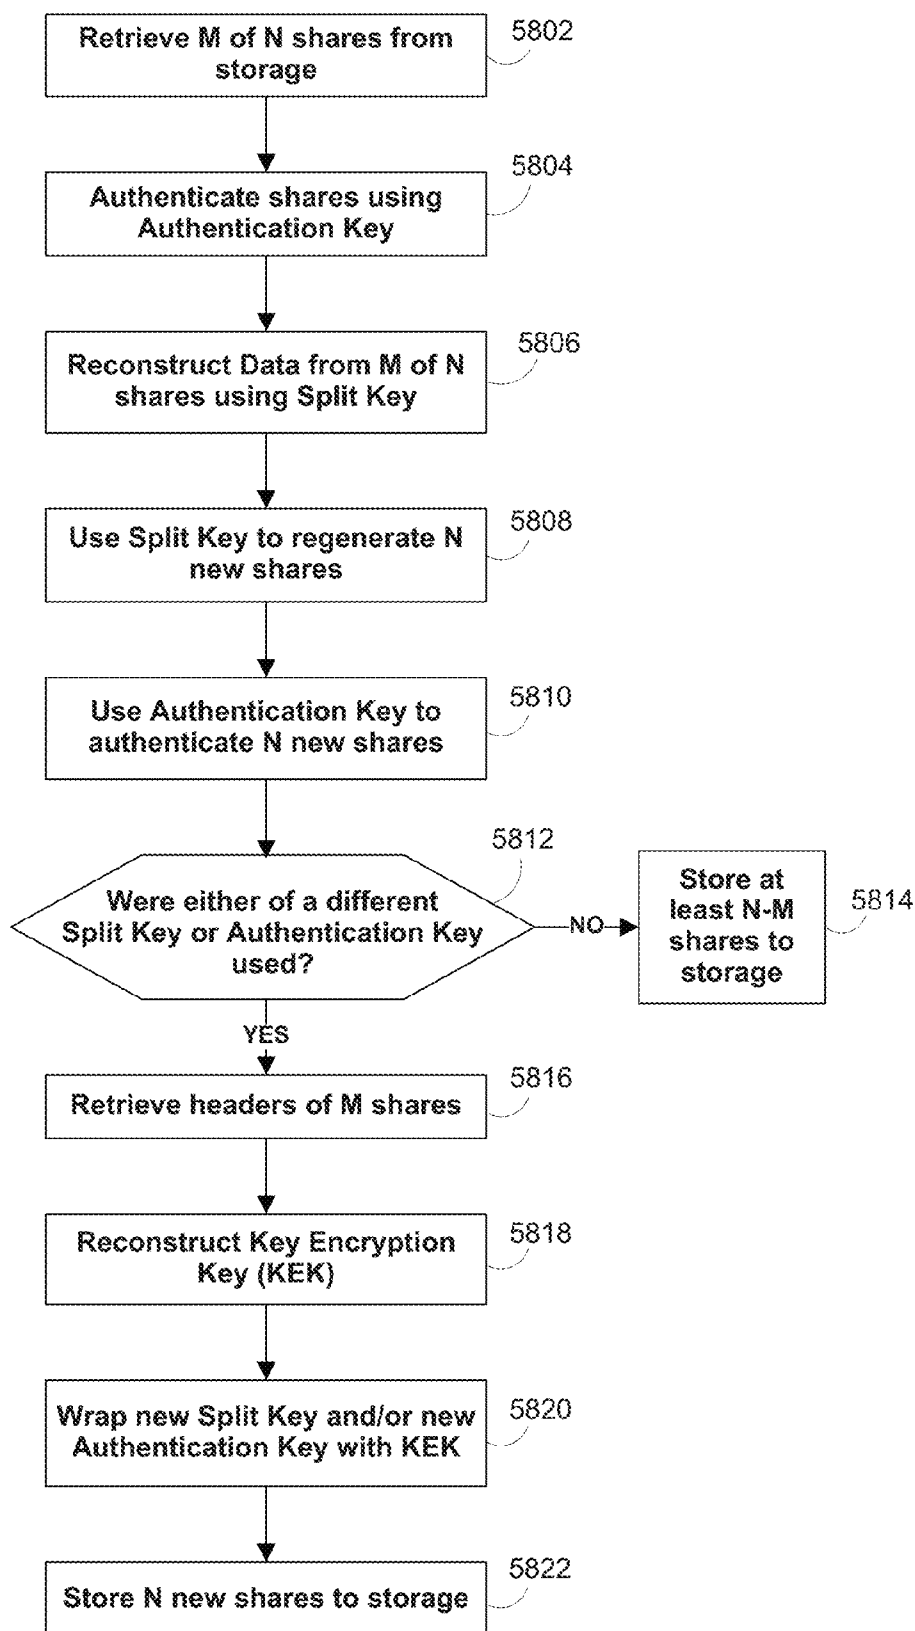 Retrieve M of N shares from
storage
5802
Authenticate shares using
Authentication Key
5804
Reconstruct Data from M of N
shares using Split Key
5806
Use Split Key to regenerate N
new shares
5808
Use Authentication Key to
authenticate N new shares
5810
Were either of a different
Split Key or Authentication Key
used?
5812
NO
Store at
least N-M
shares to
storage
5814
YES
Retrieve headers of M shares
5816
Reconstruct Key Encryption
Key (KEK)
5818
Wrap new Split Key and/or new
Authentication Key with KEK
5820
Store N new shares to storage
5822